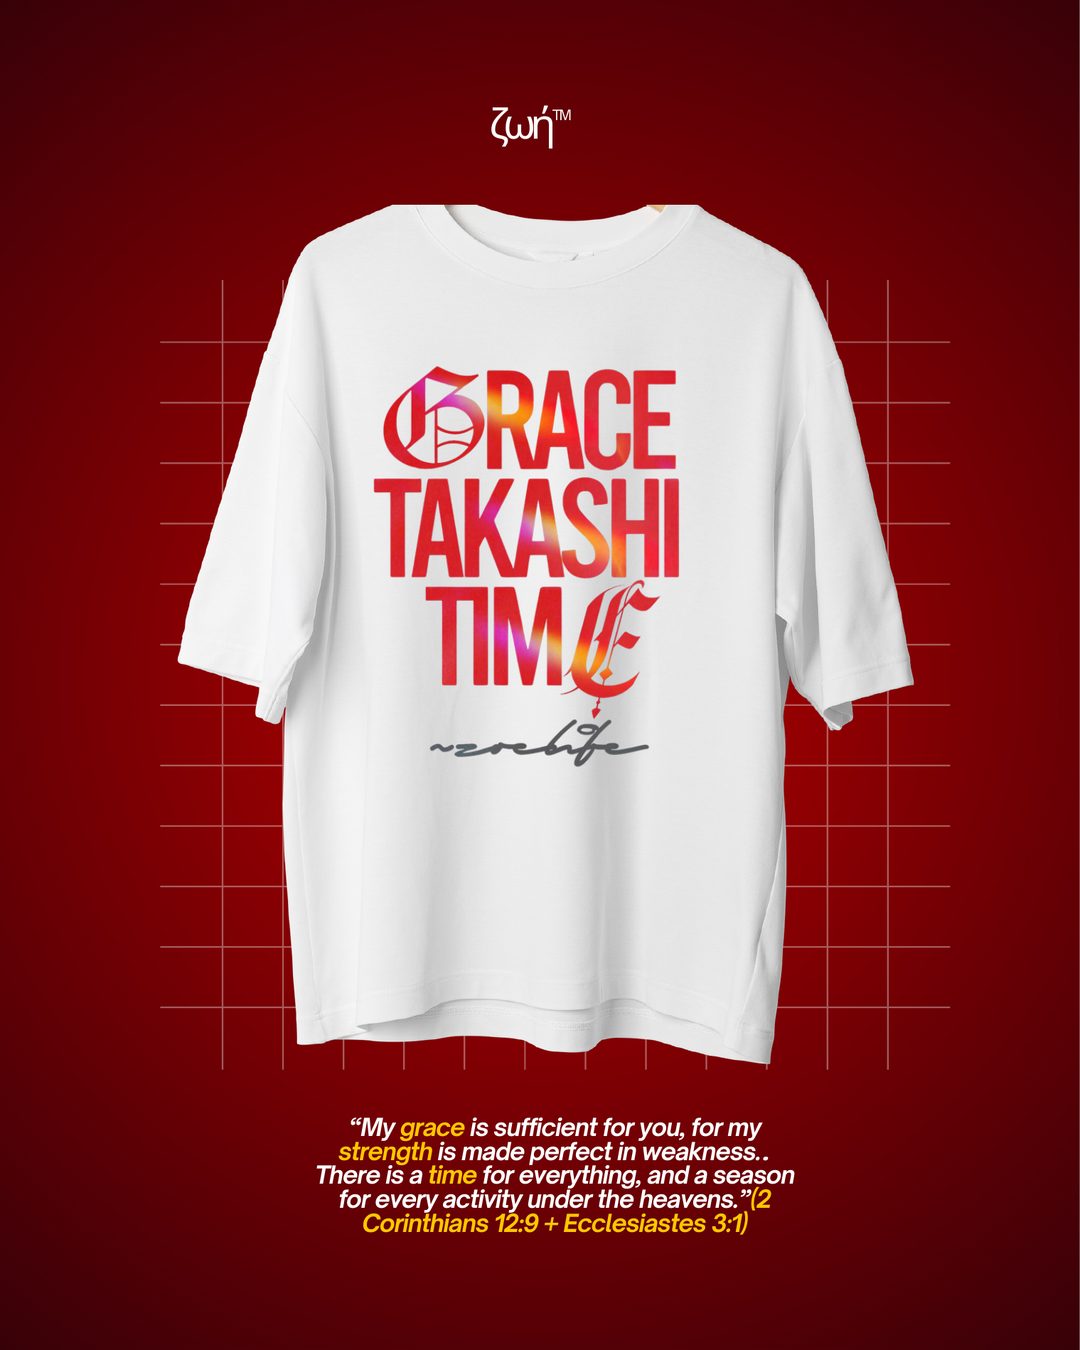 ζωή™
GRACE
TAKASHI
TIME
~zoelife
“My grace is sufficient for you, for my
strength is made perfect in weakness..
There is a time for everything, and a season
for every activity under the heavens.”(2
Corinthians 12:9 + Ecclesiastes 3:1)